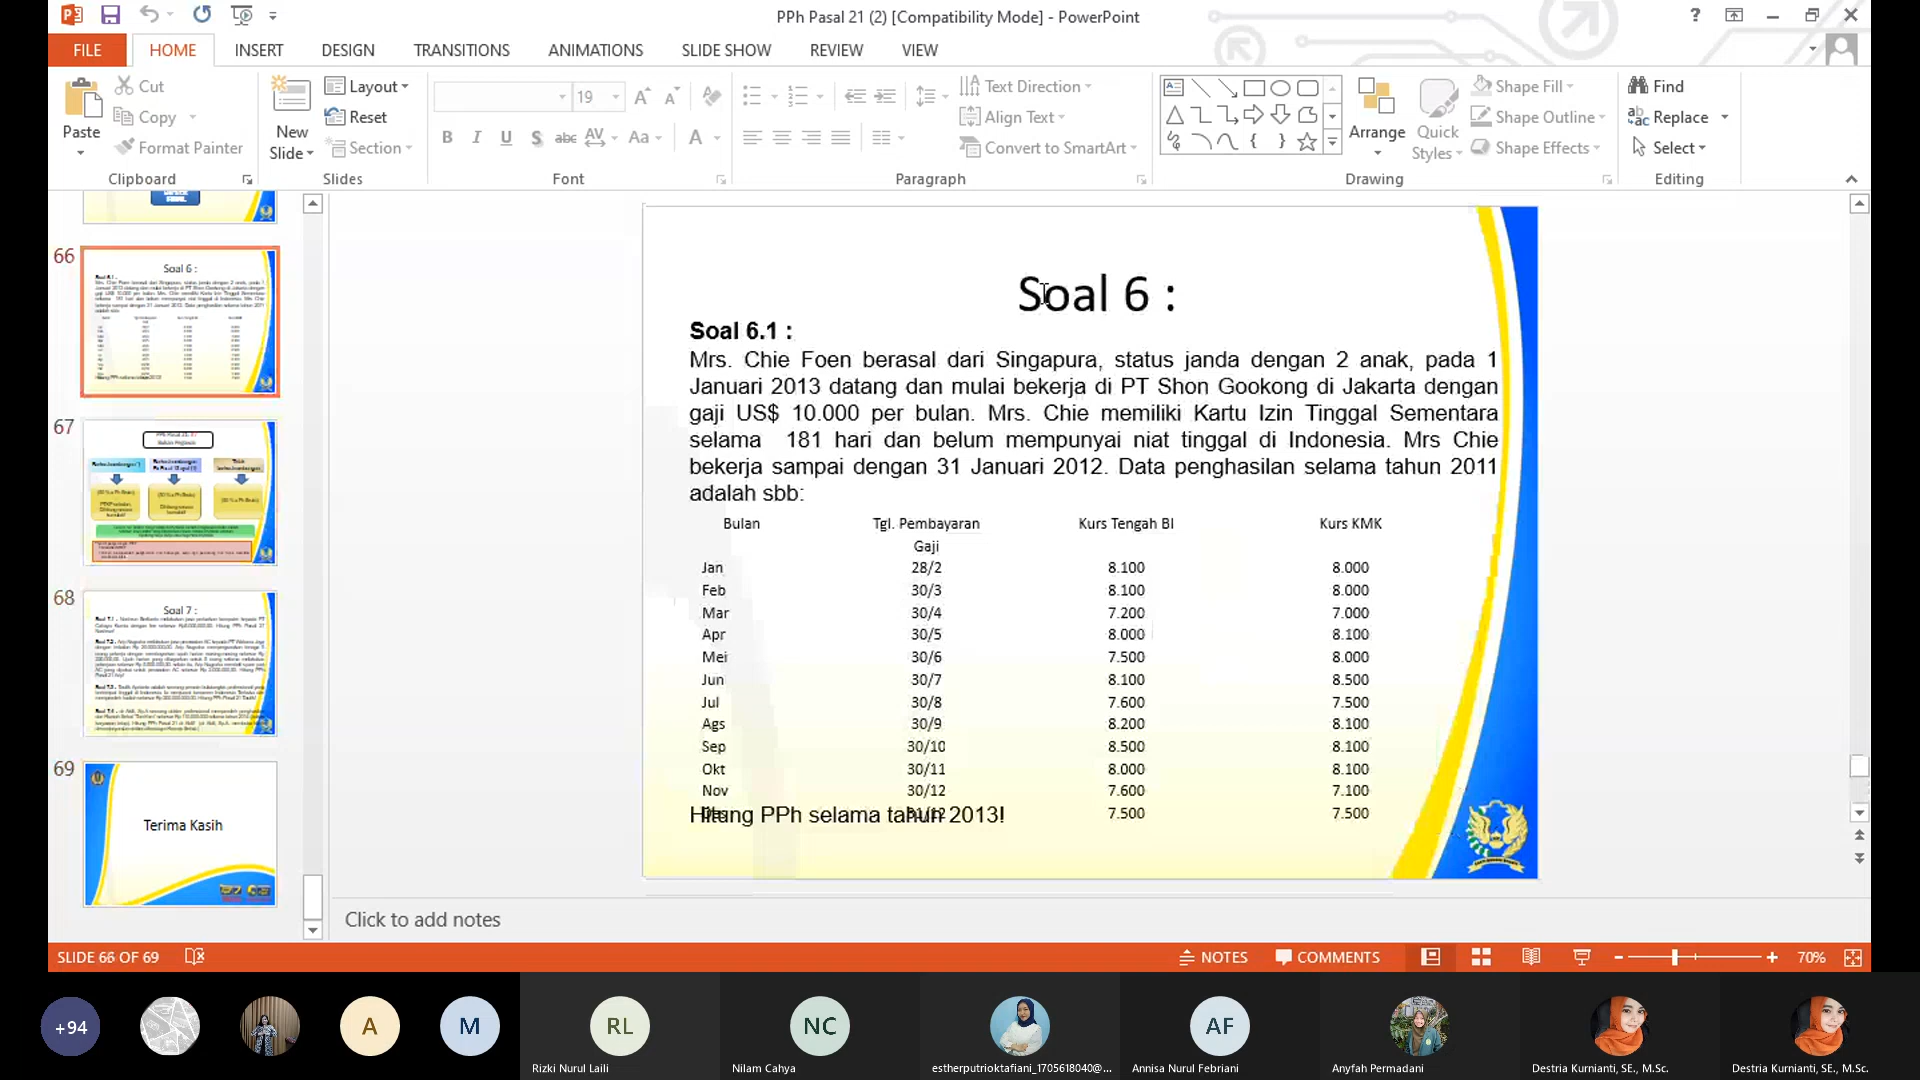 PPh Pasal 21 (2) [Compatibility Mode] - PowerPoint
?
FILE HOME INSERT DESIGN TRANSITIONS ANIMATIONS SLIDE SHOW REVIEW VIEW
Paste
Cut
Copy
Format Painter
Clipboard
New Slide
Layout
Reset
Section
Slides
19
B I U S abc AV Aa A
Font
Text Direction
Align Text
Convert to SmartArt
Paragraph
Arrange
Quick Styles
Shape Fill
Shape Outline
Shape Effects
Drawing
Find
Replace
Select
Editing
66
Soal 6 :
67
68
Soal 7 :
69
Terima Kasih
Soal 6 :
Soal 6.1 :
Mrs. Chie Foen berasal dari Singapura, status janda dengan 2 anak, pada 1
Januari 2013 datang dan mulai bekerja di PT Shon Gookong di Jakarta dengan
gaji US$ 10.000 per bulan. Mrs. Chie memiliki Kartu Izin Tinggal Sementara
selama 181 hari dan belum mempunyai niat tinggal di Indonesia. Mrs Chie
bekerja sampai dengan 31 Januari 2012. Data penghasilan selama tahun 2011
adalah sbb:
Bulan Tgl. Pembayaran Kurs Tengah BI Kurs KMK
Gaji
Jan 28/2 8.100 8.000
Feb 30/3 8.100 8.000
Mar 30/4 7.200 7.000
Apr 30/5 8.000 8.100
Mei 30/6 7.500 8.000
Jun 30/7 8.100 8.500
Jul 30/8 7.600 7.500
Ags 30/9 8.200 8.100
Sep 30/10 8.500 8.100
Okt 30/11 8.000 8.100
Nov 30/12 7.600 7.100
Des 31/12 7.500 7.500
Hitung PPh selama tahun 2013!
Click to add notes
SLIDE 66 OF 69
NOTES
COMMENTS
70%
+94
A
M
RL
Rizki Nurul Laili
NC
Nilam Cahya
estherputrioktafiani_1705618040@...
AF
Annisa Nurul Febriani
Anyfah Permadani
Destria Kurnianti, SE., M.Sc.
Destria Kurnianti, SE., M.Sc.